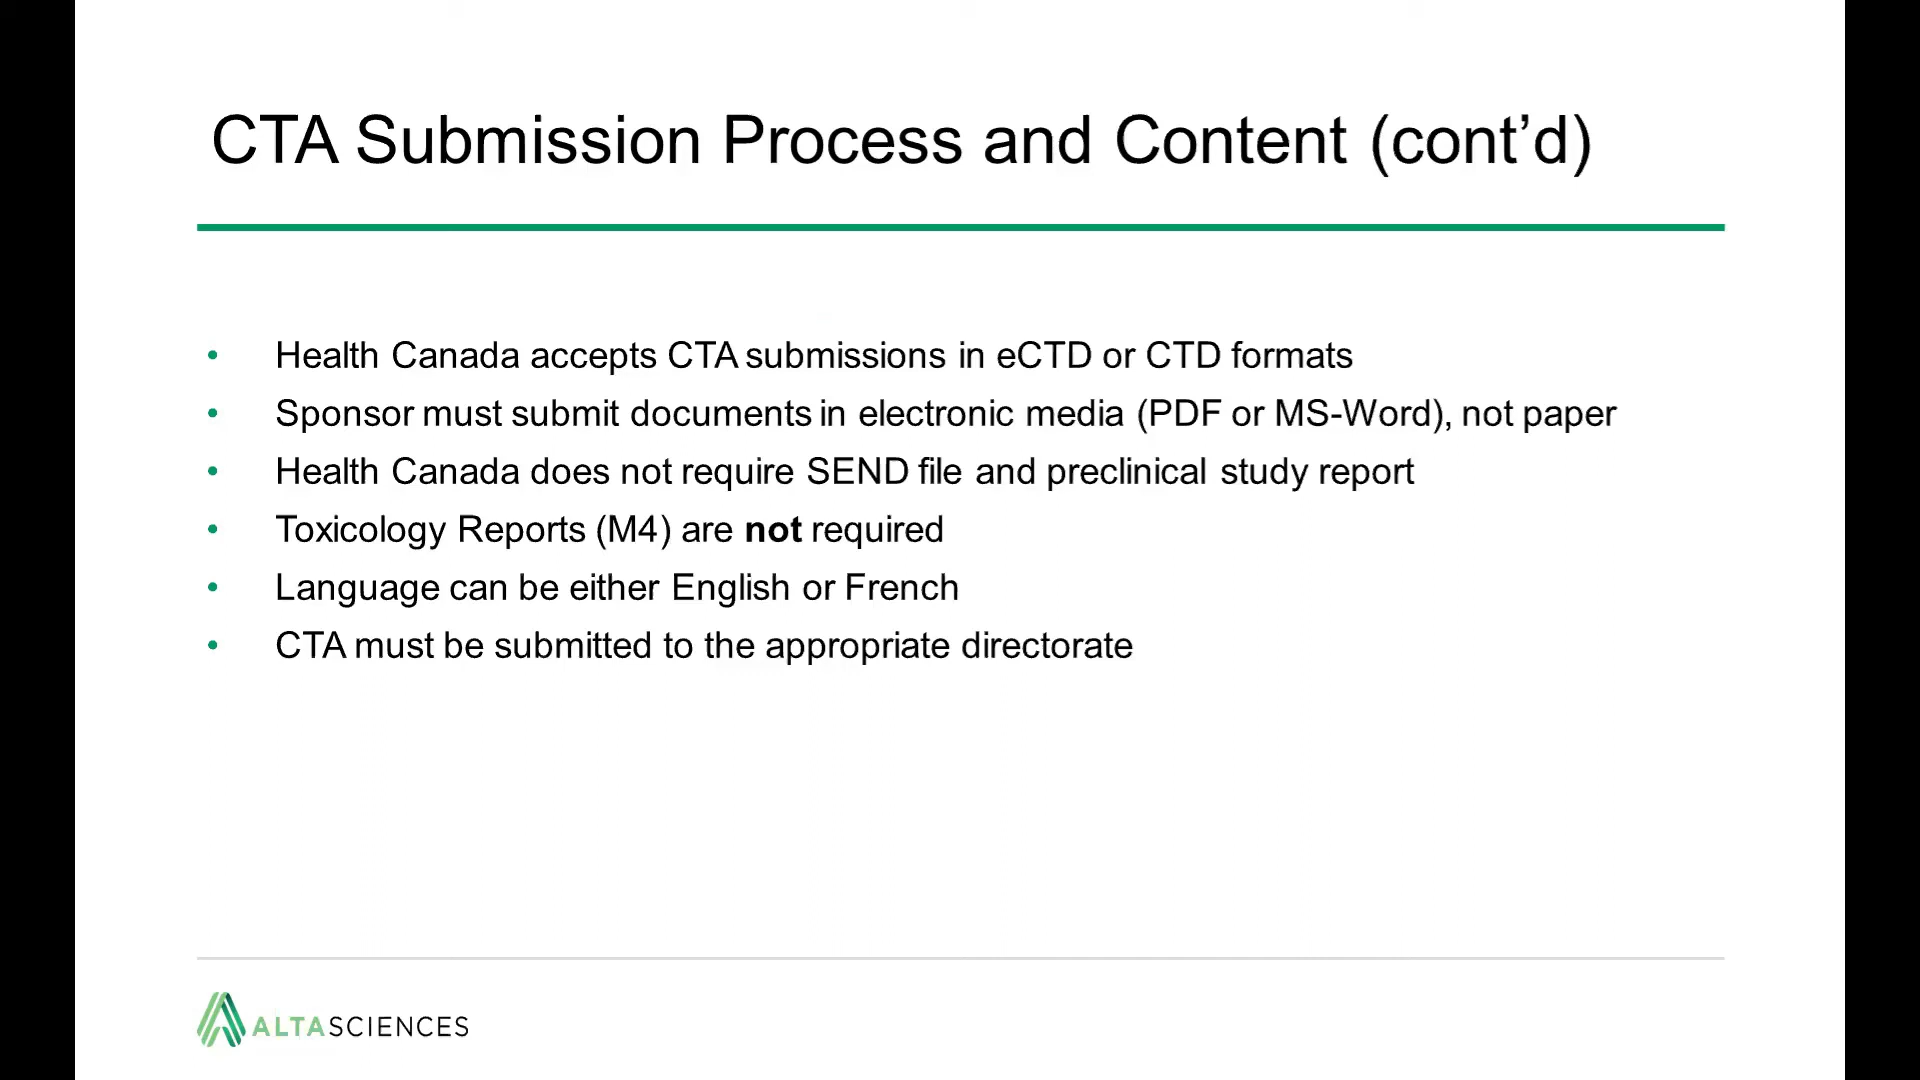 CTA Submission Process and Content (cont’d)
• Health Canada accepts CTA submissions in eCTD or CTD formats
• Sponsor must submit documents in electronic media (PDF or MS-Word), not paper
• Health Canada does not require SEND file and preclinical study report
• Toxicology Reports (M4) are not required
• Language can be either English or French
• CTA must be submitted to the appropriate directorate
ALTASCIENCES